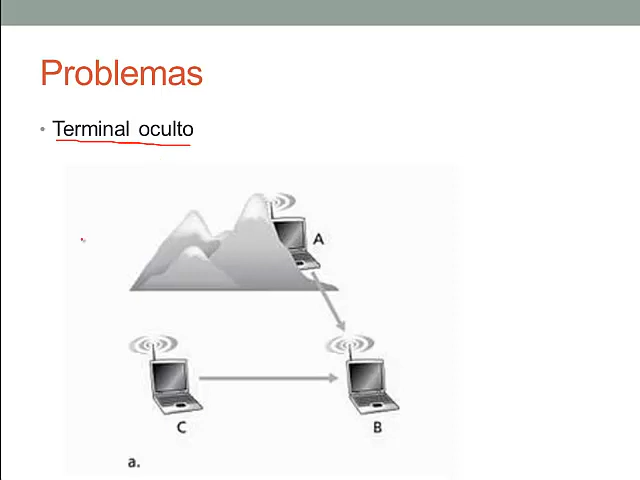 Problemas
• Terminal oculto
A
C
B
a.